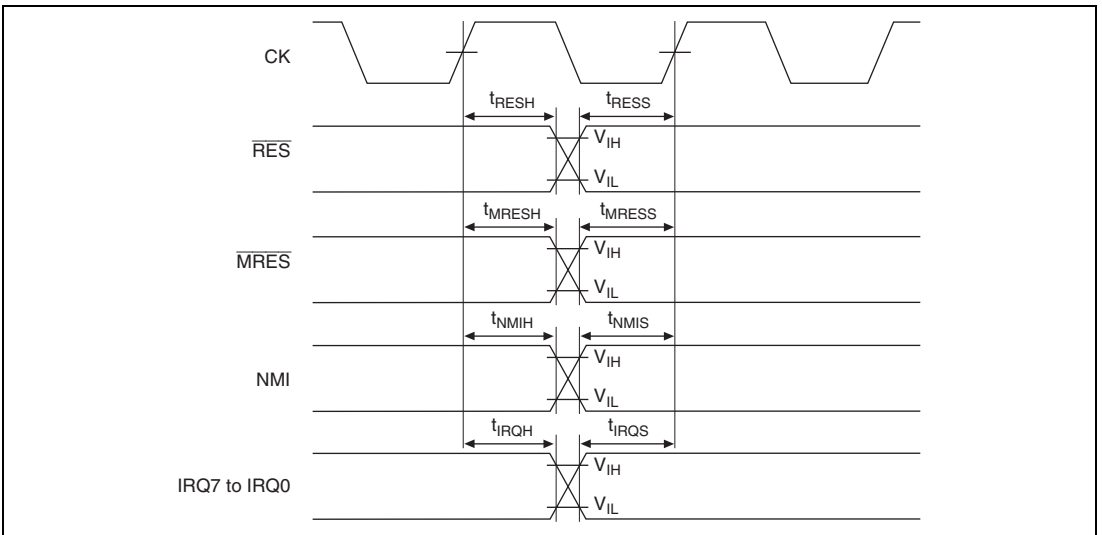 CK
tRESH tRESS
RES
VIH
VIL
tMRESH tMRESS
MRES
VIH
VIL
tNMIH tNMIS
NMI
VIH
VIL
tIRQH tIRQS
IRQ7 to IRQ0
VIH
VIL